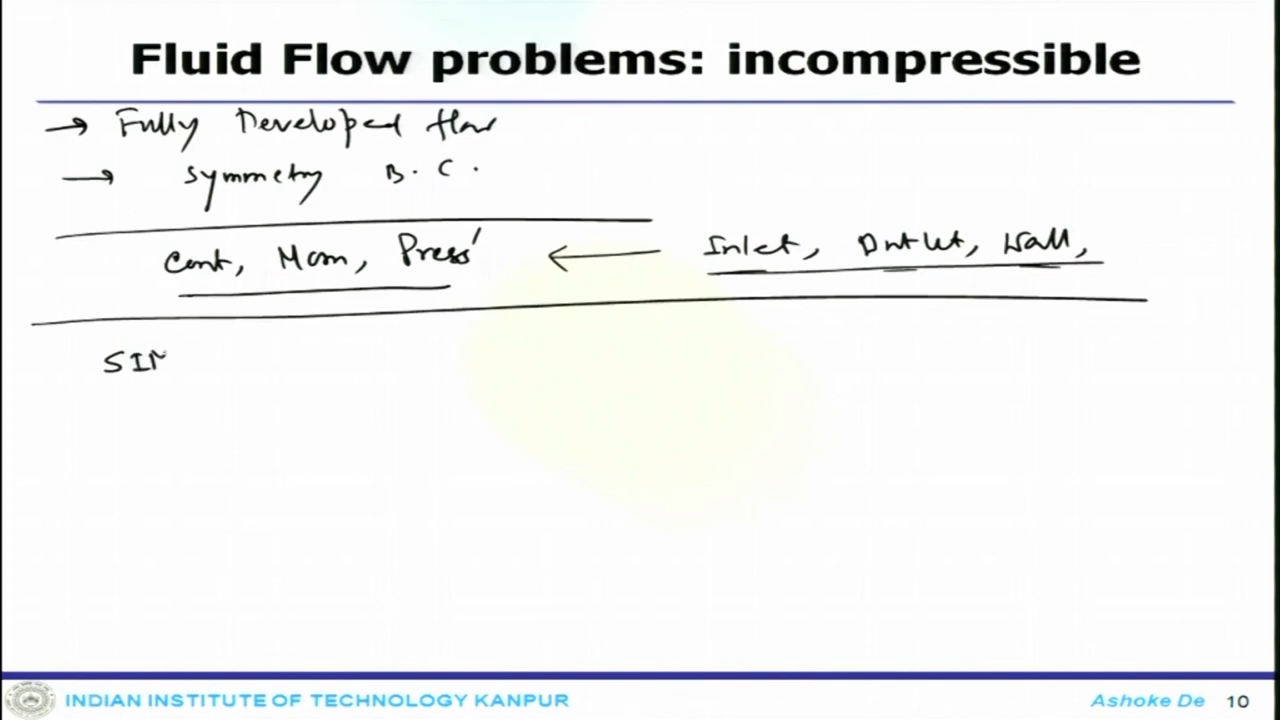 Fluid Flow problems: incompressible
→ Fully Developed flow
→ Symmetry B.C.
Cont, Mom, Press' ← Inlet, Outlet, Wall,
SIM
INDIAN INSTITUTE OF TECHNOLOGY KANPUR
Ashoke De 10